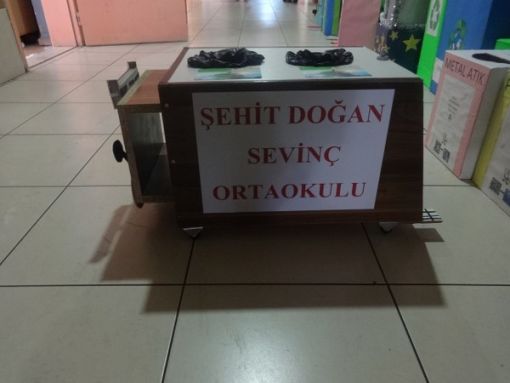 ŞEHİT DOĞAN
SEVİNÇ
ORTAOKULU
METAL ATIK